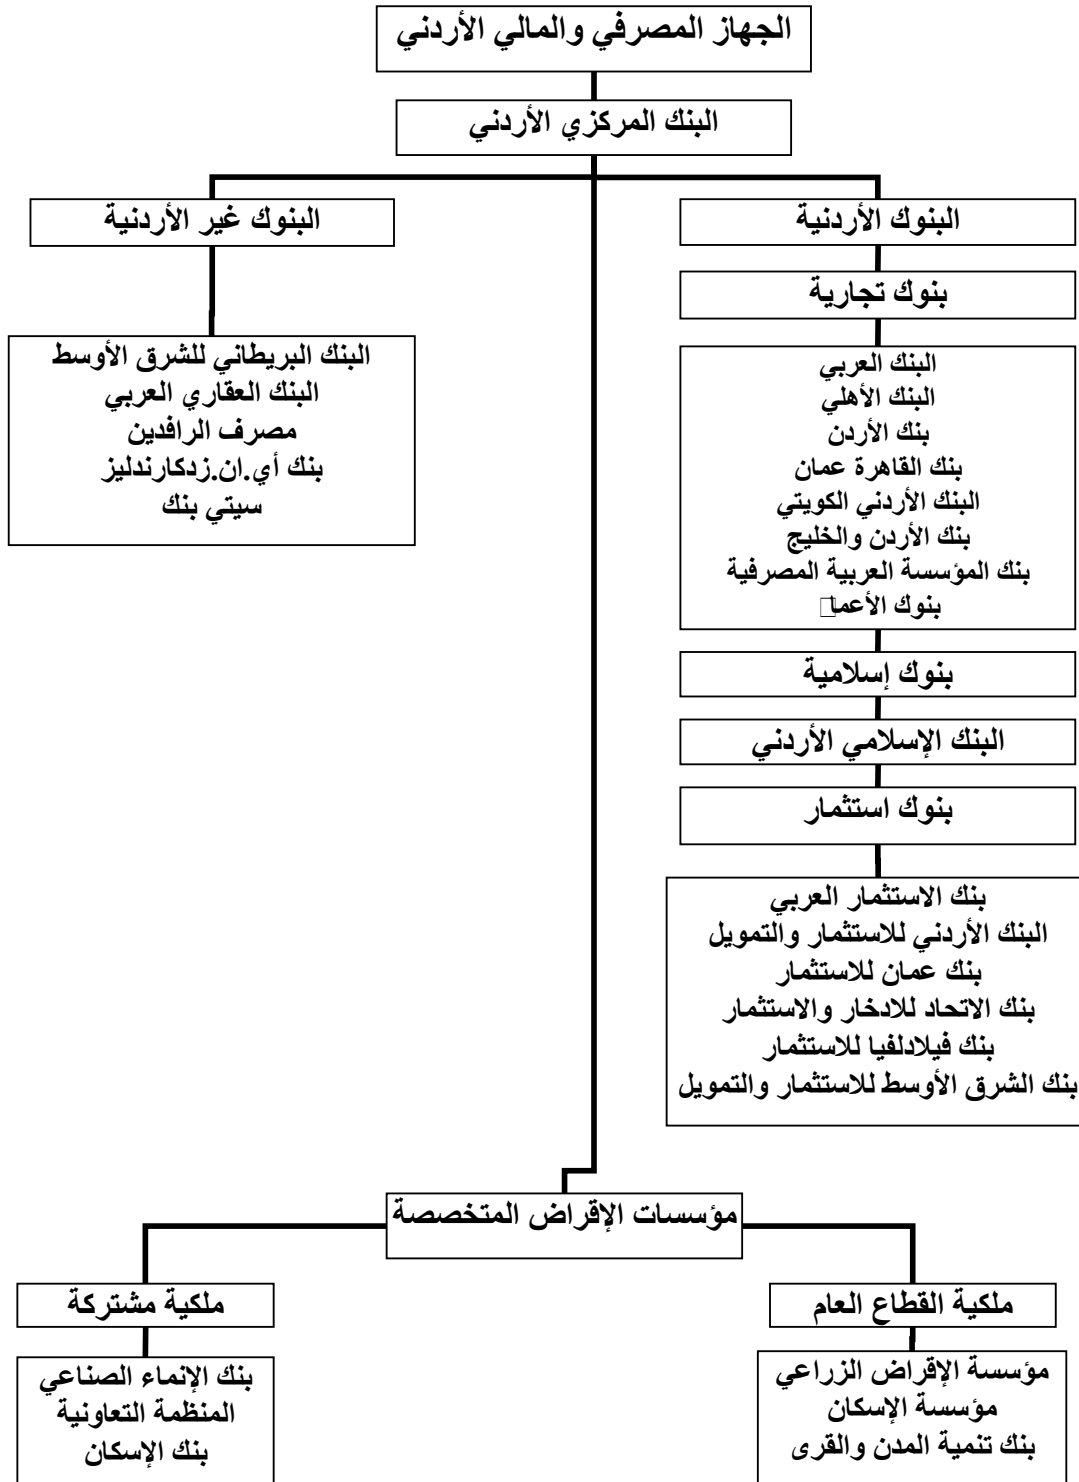 الجهاز المصرفي والمالي الأردني
البنك المركزي الأردني
البنوك الأردنية
بنوك تجارية
البنك العربي
البنك الأهلي
بنك الأردن
بنك القاهرة عمان
البنك الأردني الكويتي
بنك الأردن والخليج
بنك المؤسسة العربية المصرفية
بنوك
بنوك إسلامية
البنك الإسلامي الأردني
بنوك استثمار
بنك الاستثمار العربي
البنك الأردني للاستثمار والتمويل
بنك عمان للاستثمار
بنك الاتحاد للادخار والاستثمار
بنك فيلادلفيا للاستثمار
بنك الشرق الأوسط للاستثمار والتمويل
البنوك غير الأردنية
البنك البريطاني للشرق الأوسط
البنك العقاري العربي
مصرف الرافدين
بنك أي.ان.زدكارندليز
سيتي بنك
مؤسسات الإقراض المتخصصة
ملكية القطاع العام
مؤسسة الإقراض الزراعي
مؤسسة الإسكان
بنك تنمية المدن والقرى
ملكية مشتركة
بنك الإنماء الصناعي
المنظمة التعاونية
بنك الإسكان